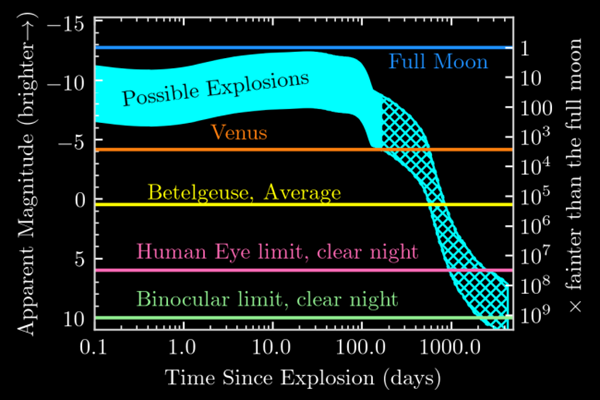 Apparent Magnitude (brighter→)
−15
−10
−5
0
5
10
Full Moon
Possible Explosions
Venus
Betelgeuse, Average
Human Eye limit, clear night
Binocular limit, clear night
1
10
100
10³
10⁴
10⁵
10⁶
10⁷
10⁸
10⁹
× fainter than the full moon
0.1
1.0
10.0
100.0
1000.0
Time Since Explosion (days)